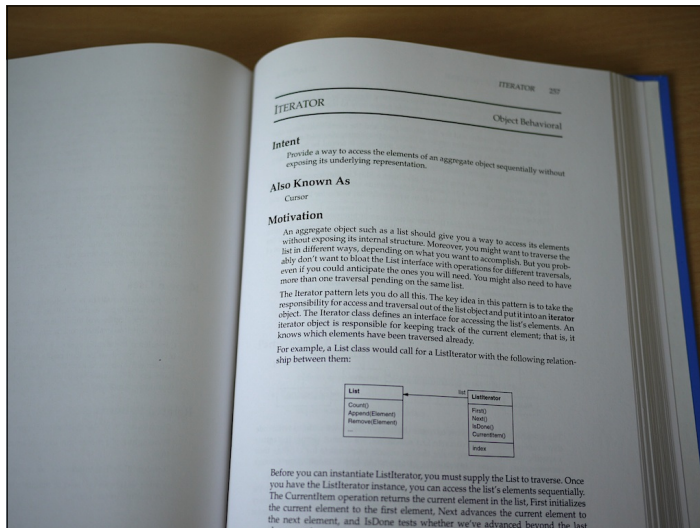 ITERATOR 257
ITERATOR
Object Behavioral
Intent
Provide a way to access the elements of an aggregate object sequentially without
exposing its underlying representation.
Also Known As
Cursor
Motivation
An aggregate object such as a list should give you a way to access its elements
without exposing its internal structure. Moreover, you might want to traverse the
list in different ways, depending on what you want to accomplish. But you prob-
ably don't want to bloat the List interface with operations for different traversals,
even if you could anticipate the ones you will need. You might also need to have
more than one traversal pending on the same list.
The Iterator pattern lets you do all this. The key idea in this pattern is to take the
responsibility for access and traversal out of the list object and put it into an iterator
object. The Iterator class defines an interface for accessing the list's elements. An
iterator object is responsible for keeping track of the current element; that is, it
knows which elements have been traversed already.
For example, a List class would call for a ListIterator with the following relation-
ship between them:
List
Count()
Append(Element)
Remove(Element)
...
list
ListIterator
First()
Next()
IsDone()
CurrentItem()
index
Before you can instantiate ListIterator, you must supply the List to traverse. Once
you have the ListIterator instance, you can access the list's elements sequentially.
The CurrentItem operation returns the current element in the list, First initializes
the current element to the first element, Next advances the current element to
the next element, and IsDone tests whether we've advanced beyond the last